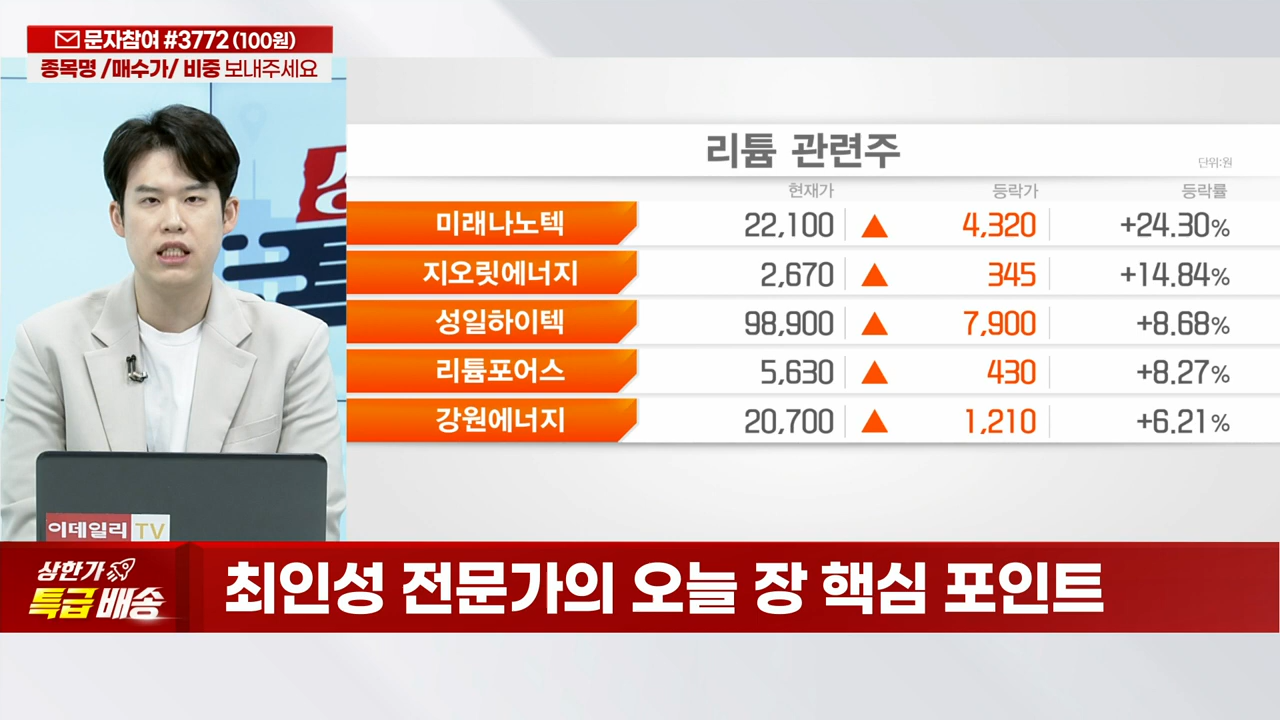 문자참여 #3772 (100원)
종목명 /매수가/ 비중 보내주세요
리튬 관련주
단위:원
현재가 등락가 등락률
미래나노텍 22,100 ▲ 4,320 +24.30%
지오릿에너지 2,670 ▲ 345 +14.84%
성일하이텍 98,900 ▲ 7,900 +8.68%
리튬포어스 5,630 ▲ 430 +8.27%
강원에너지 20,700 ▲ 1,210 +6.21%
이데일리 TV
상한가
특급 배송
최인성 전문가의 오늘 장 핵심 포인트